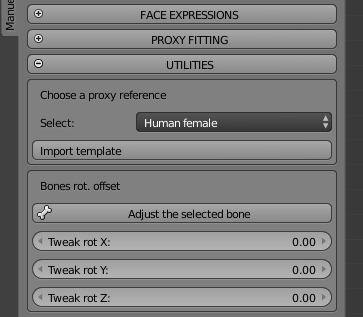 Manue
FACE EXPRESSIONS
PROXY FITTING
UTILITIES
Choose a proxy reference
Select: Human female
Import template
Bones rot. offset
Adjust the selected bone
Tweak rot X: 0.00
Tweak rot Y: 0.00
Tweak rot Z: 0.00